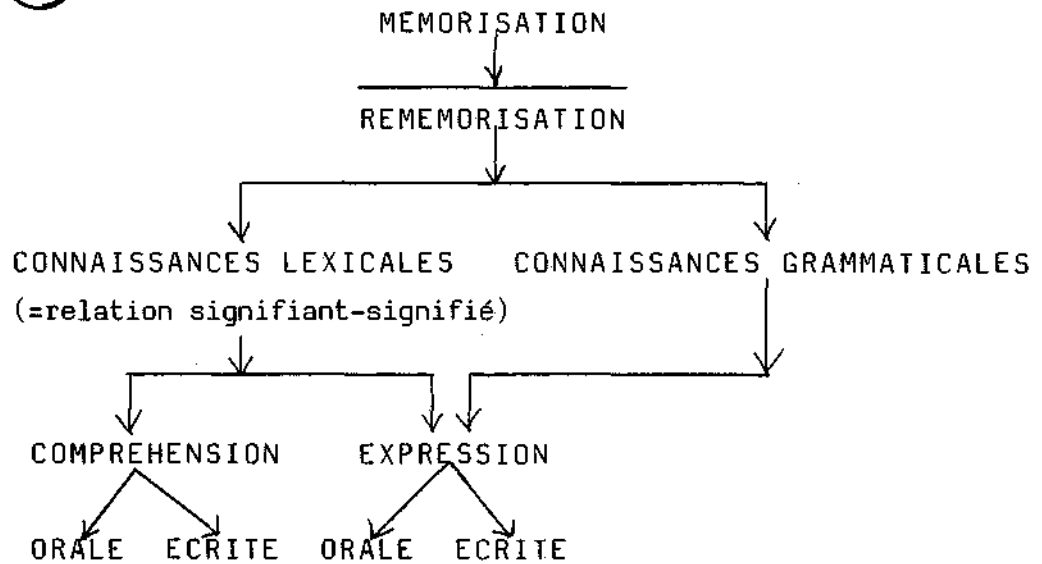 MEMORISATION
REMEMORISATION
CONNAISSANCES LEXICALES CONNAISSANCES GRAMMATICALES
(=relation signifiant-signifié)
COMPREHENSION EXPRESSION
ORALE ECRITE ORALE ECRITE